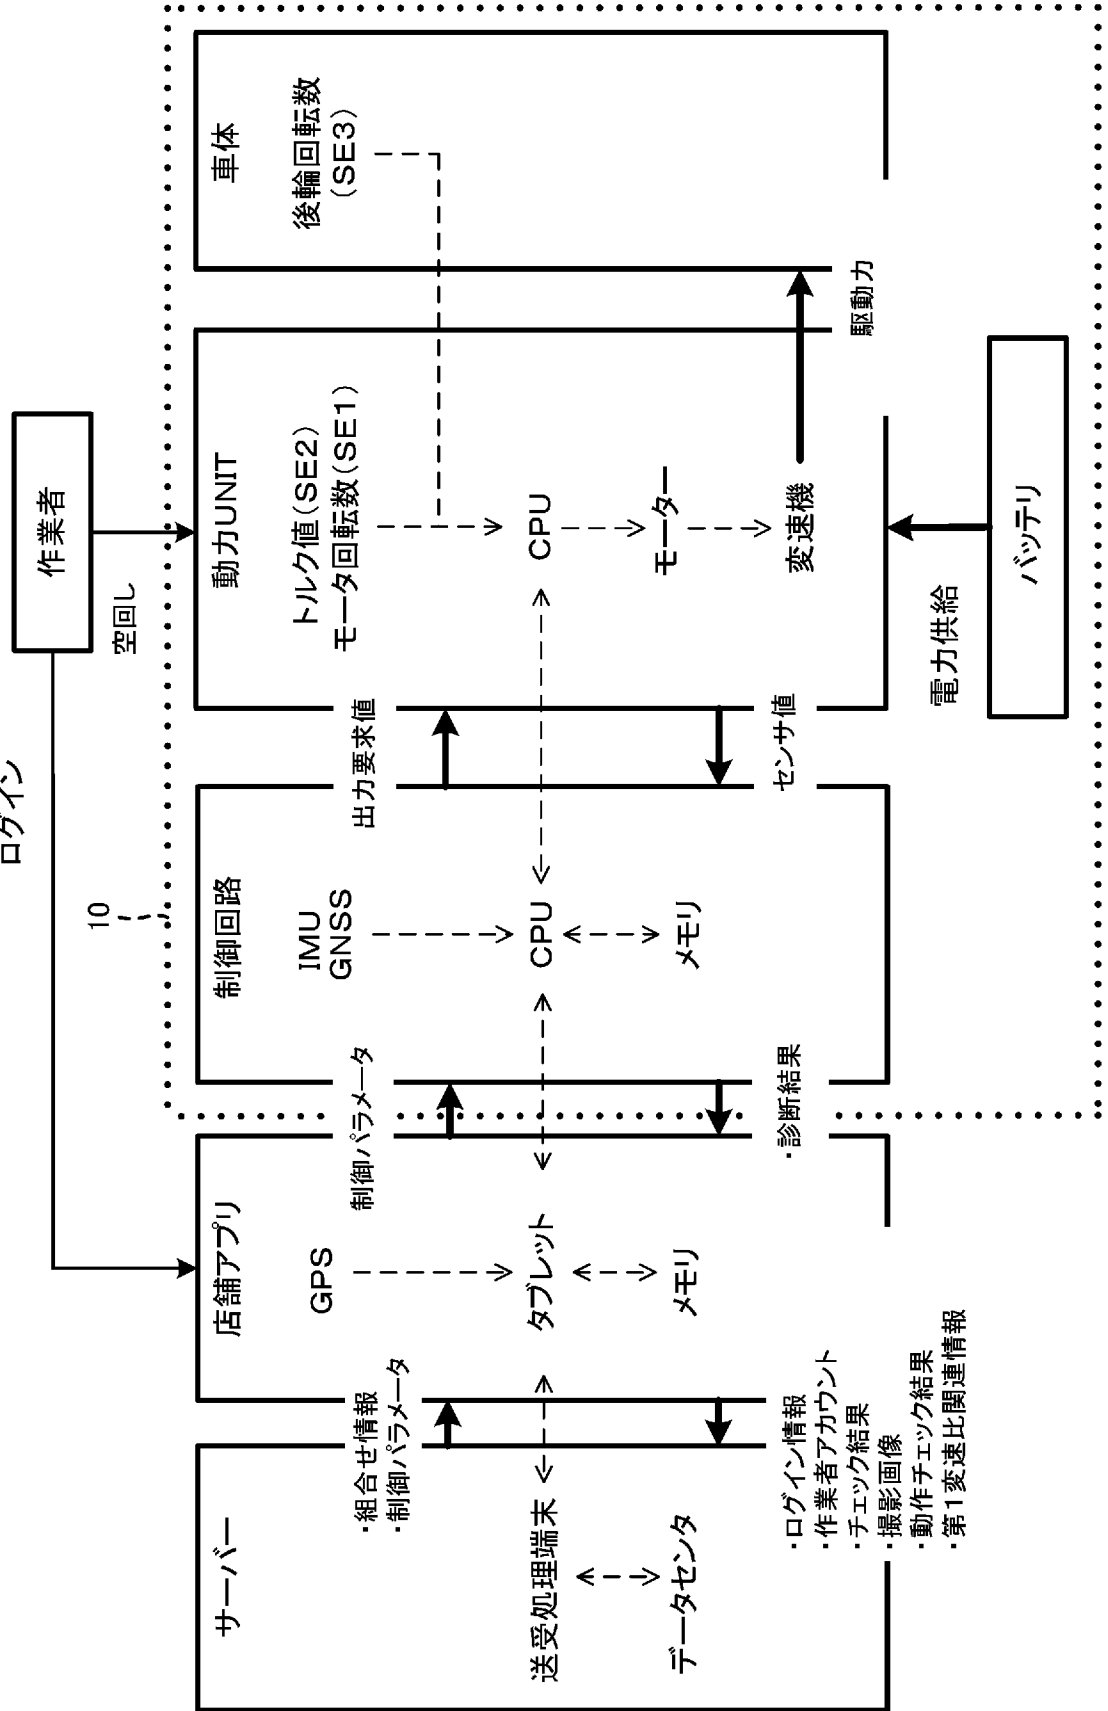 ログイン
作業者
空回し
10
サーバー
送受処理端末
データセンタ
・組合せ情報
・制御パラメータ
・ログイン情報
・作業者アカウント
・チェック結果
・撮影画像
・動作チェック結果
・第1変速比関連情報
店舗アプリ
GPS
タブレット
メモリ
制御パラメータ
・診断結果
制御回路
IMU
GNSS
CPU
メモリ
出力要求値
センサ値
動力UNIT
トルク値(SE2)
モータ回転数(SE1)
CPU
モーター
変速機
駆動力
車体
後輪回転数
(SE3)
電力供給
バッテリ